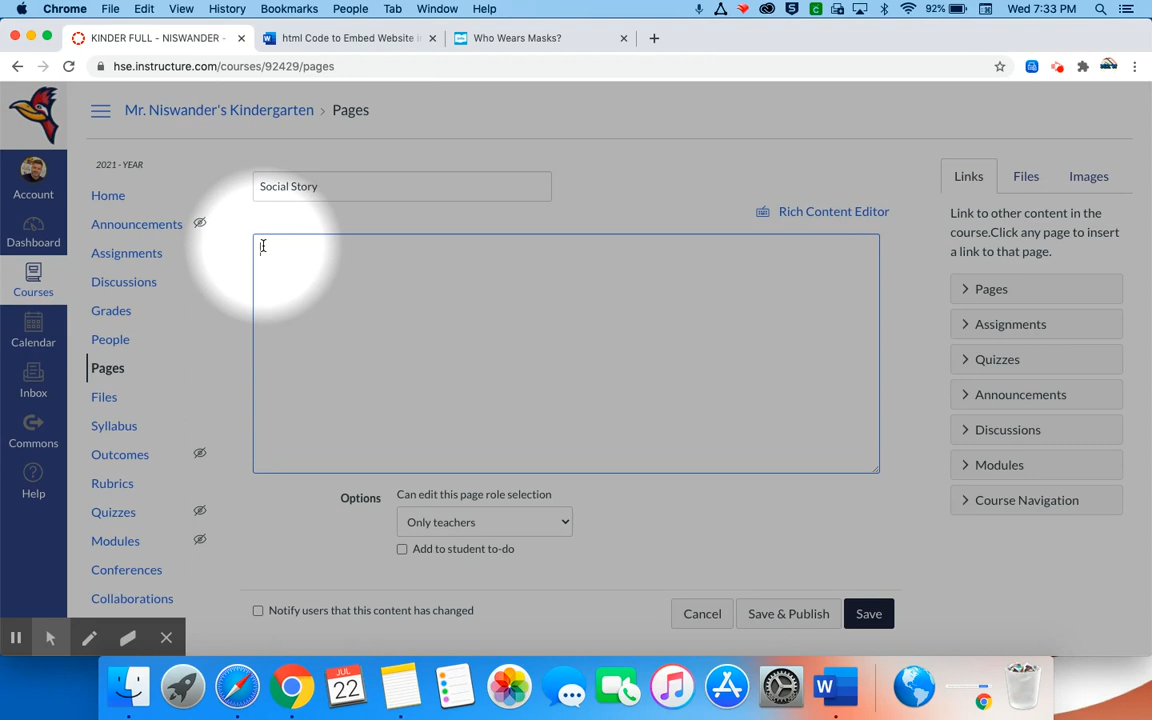 Chrome File Edit View History Bookmarks People Tab Window Help 92% Wed 7:33 PM
KINDER FULL - NISWANDER - html Code to Embed Website i Who Wears Masks?
hse.instructure.com/courses/92429/pages
Mr. Niswander's Kindergarten > Pages
2021 - YEAR
Account
Dashboard
Courses
Calendar
Inbox
Commons
Help
Home
Announcements
Assignments
Discussions
Grades
People
Pages
Files
Syllabus
Outcomes
Rubrics
Quizzes
Modules
Conferences
Collaborations
Social Story
Rich Content Editor
Options
Can edit this page role selection
Only teachers
Add to student to-do
Notify users that this content has changed
Cancel Save & Publish Save
Links Files Images
Link to other content in the
course.Click any page to insert
a link to that page.
Pages
Assignments
Quizzes
Announcements
Discussions
Modules
Course Navigation
JUL
22
W